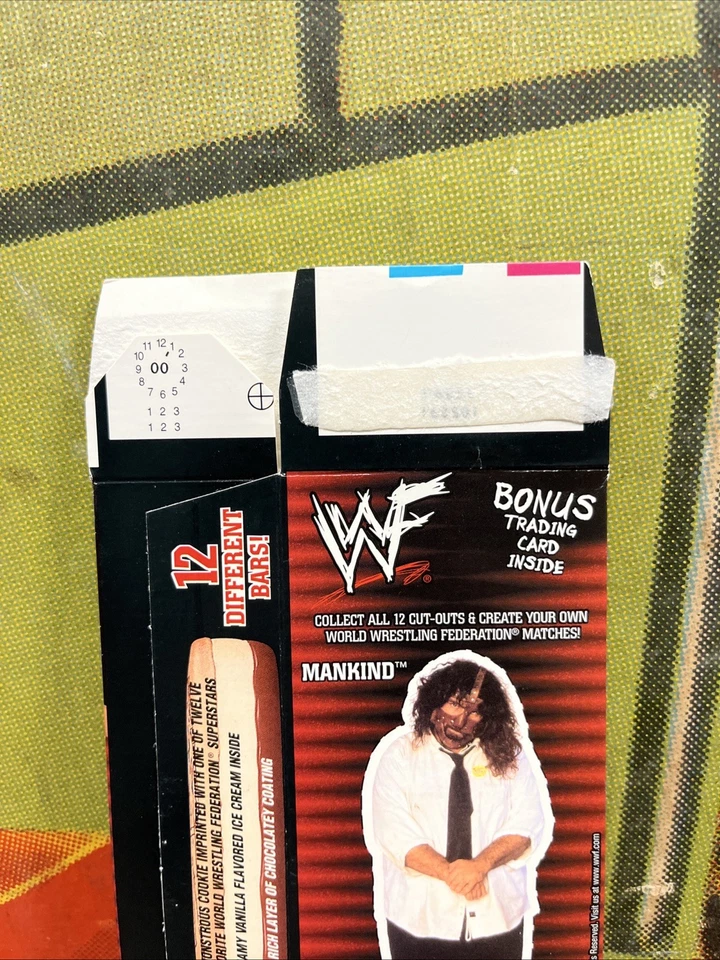 11 12 1
10 2
9 00 3
8 4
7 6 5
1 2 3
1 2 3
12
DIFFERENT
BARS!
COOKIE IMPRINTED WITH ONE OF TWELVE
WORLD WRESTLING FEDERATION® SUPERSTARS
VANILLA FLAVORED ICE CREAM INSIDE
RICH LAYER OF CHOCOLATEY COATING
WF
®
BONUS
TRADING
CARD
INSIDE
COLLECT ALL 12 CUT-OUTS & CREATE YOUR OWN
WORLD WRESTLING FEDERATION® MATCHES!
MANKIND™
Reserved. Visit us at www.wwf.com